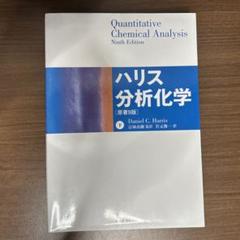 Quantitative
Chemical Analysis
Ninth Edition
ハリス
分析化学
[原著9版]
下
Daniel C. Harris